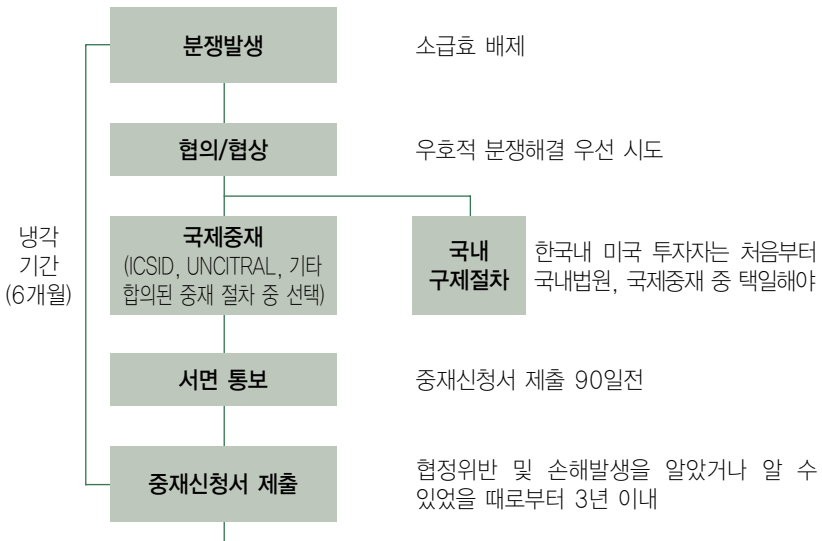 분쟁발생
소급효 배제
협의/협상
우호적 분쟁해결 우선 시도
냉각
기간
(6개월)
국제중재
(ICSID, UNCITRAL, 기타
합의된 중재 절차 중 선택)
국내
구제절차
한국내 미국 투자자는 처음부터
국내법원, 국제중재 중 택일해야
서면 통보
중재신청서 제출 90일전
중재신청서 제출
협정위반 및 손해발생을 알았거나 알 수
있었을 때로부터 3년 이내